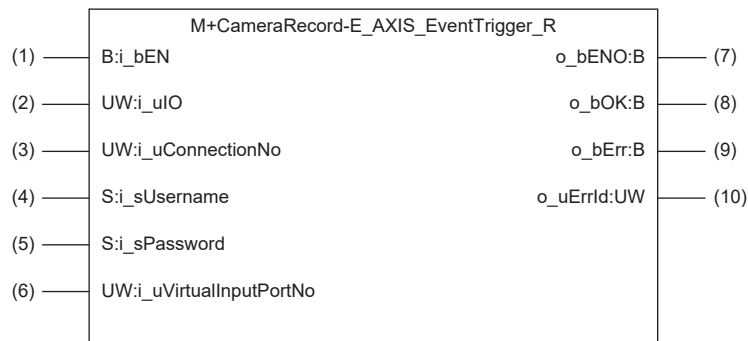 M+CameraRecord-E_AXIS_EventTrigger_R
(1) B:i_bEN o_bENO:B (7)
(2) UW:i_uIO o_bOK:B (8)
(3) UW:i_uConnectionNo o_bErr:B (9)
(4) S:i_sUsername o_uErrId:UW (10)
(5) S:i_sPassword
(6) UW:i_uVirtualInputPortNo